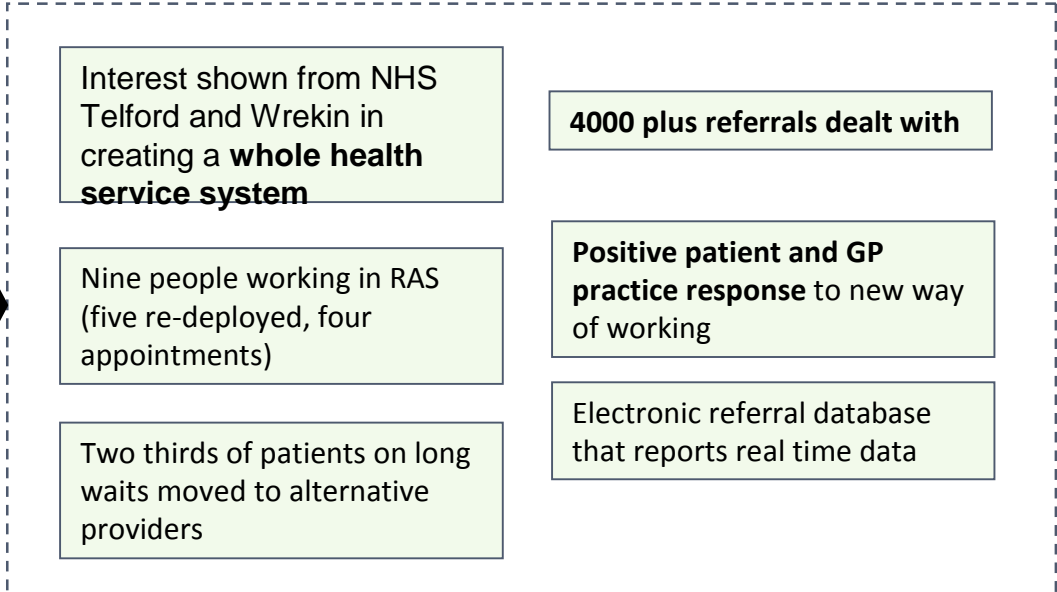 Interest shown from NHS
Telford and Wrekin in
creating a whole health
service system
Nine people working in RAS
(five re-deployed, four
appointments)
Two thirds of patients on long
waits moved to alternative
providers
4000 plus referrals dealt with
Positive patient and GP
practice response to new way
of working
Electronic referral database
that reports real time data